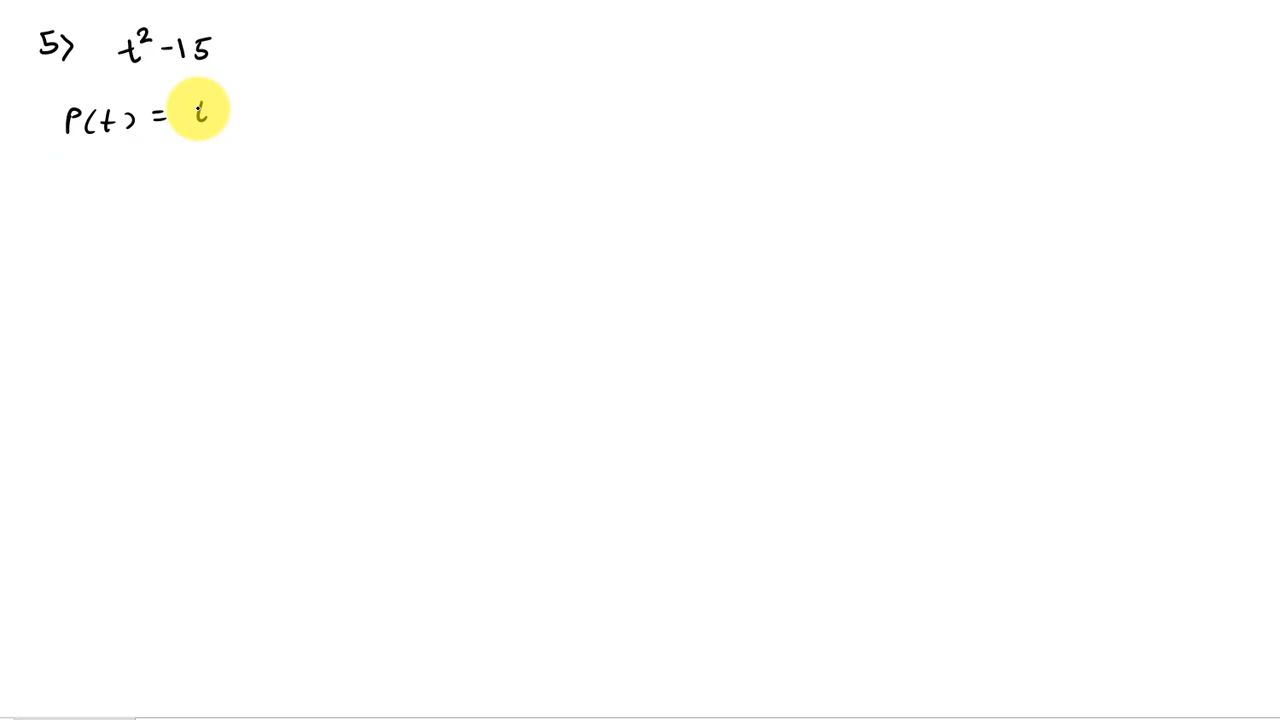 5> t² -15
P(t) =